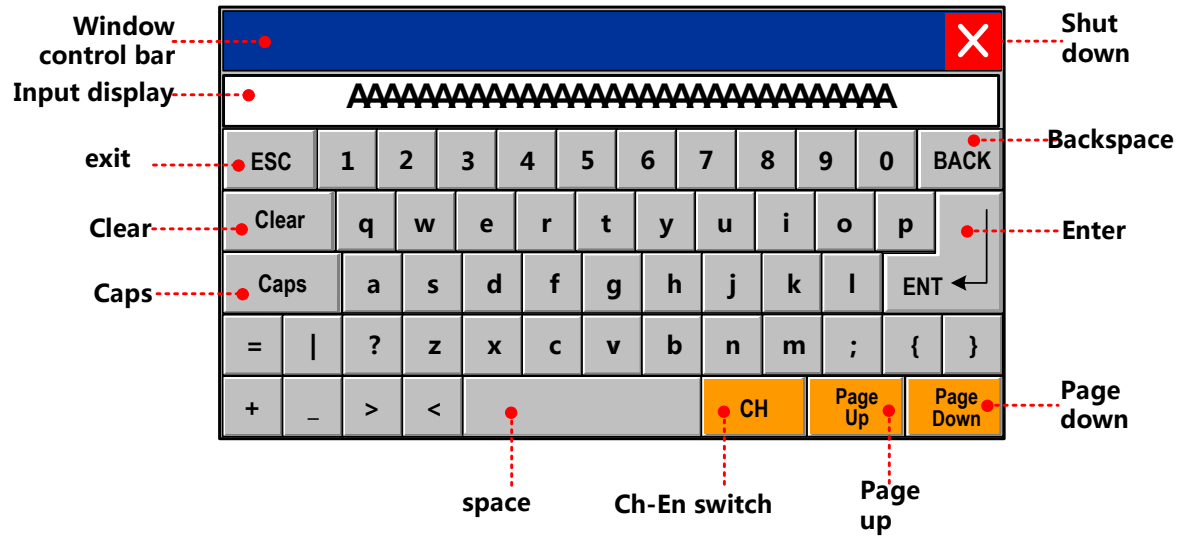 Window
control bar
Shut
down
Input display
AAAAAAAAAAAAAAAAAAAAAAAAAAAAAA
exit
ESC 1 2 3 4 5 6 7 8 9 0 BACK
Backspace
Clear
Clear q w e r t y u i o p
Enter
Caps
Caps a s d f g h j k l ENT
= | ? z x c v b n m ; { }
+ _ > < CH Page Up Page Down
Page
down
space
Ch-En switch
Page
up